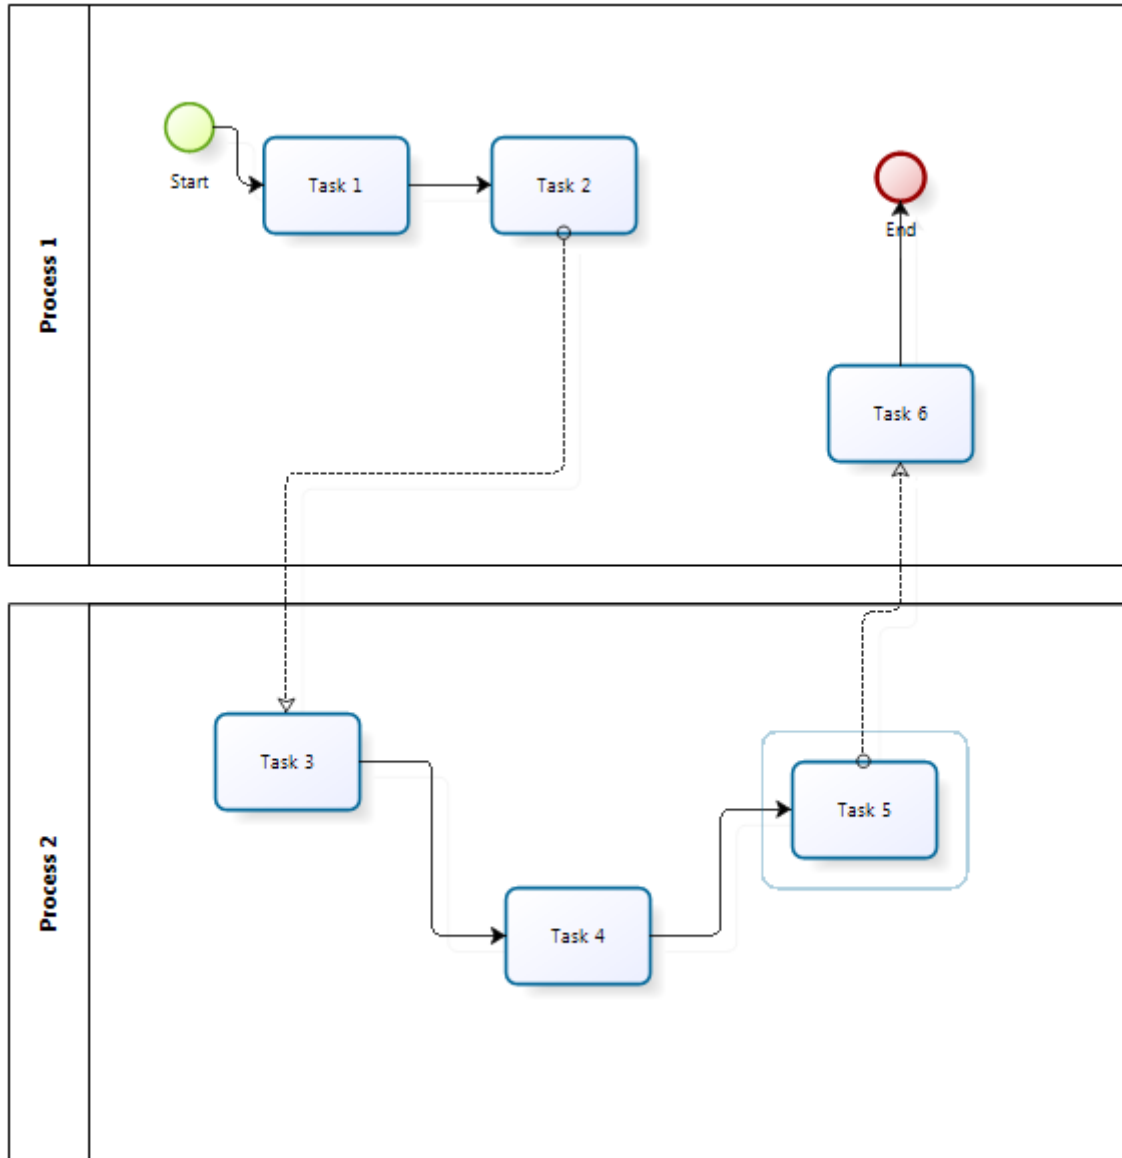 Process 1
Start
Task 1
Task 2
End
Task 6
Process 2
Task 3
Task 4
Task 5